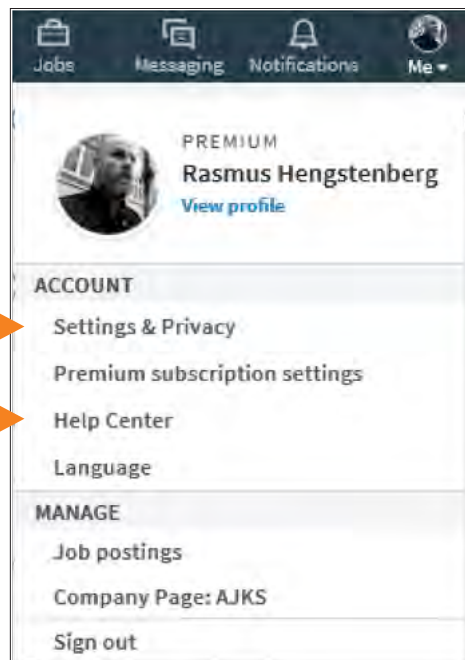 Jobs Messaging Notifications Me
PREMIUM
Rasmus Hengstenberg
View profile
ACCOUNT
Settings & Privacy
Premium subscription settings
Help Center
Language
MANAGE
Job postings
Company Page: AJKS
Sign out